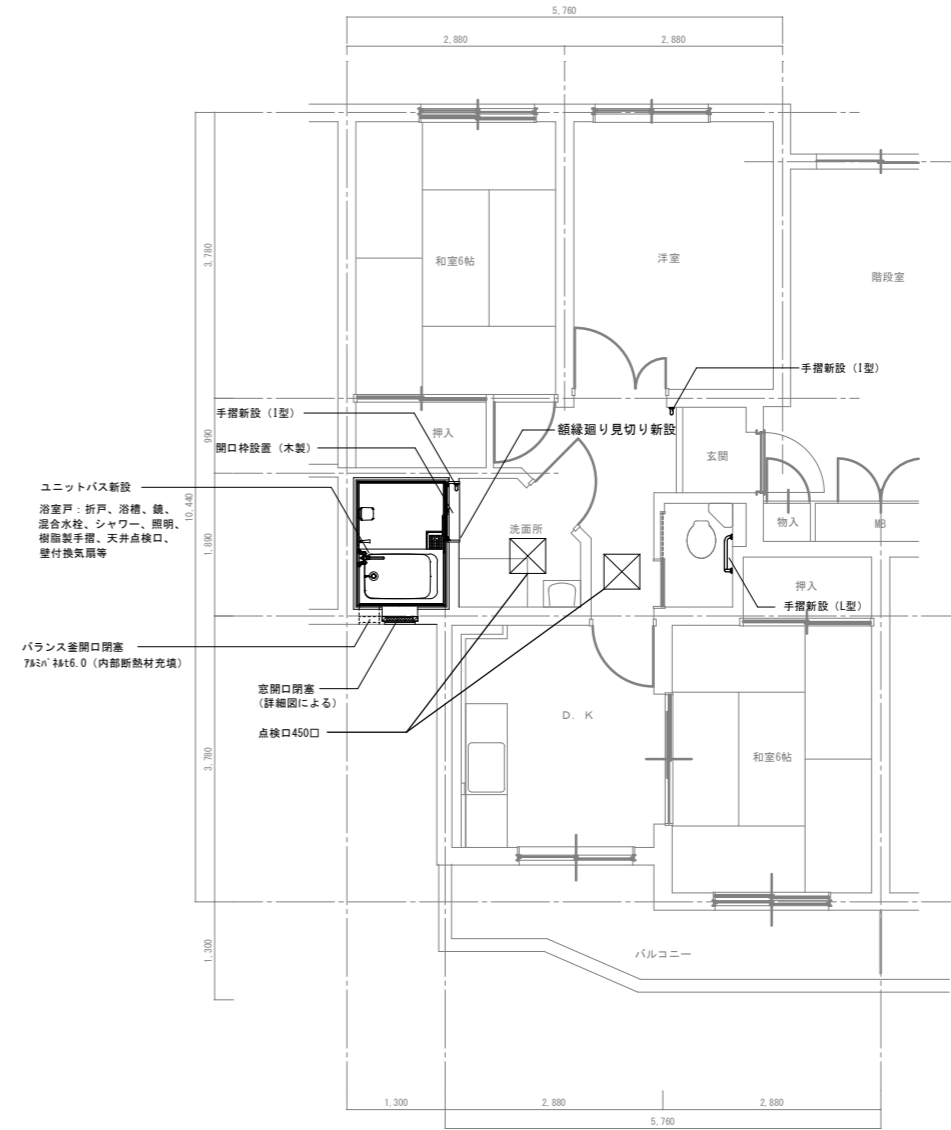 5,760
2,880
2,880
3,780
和室6帖
洋室
階段室
手摺新設（I型）
手摺新設（I型）
額縁廻り見切り新設
990
押入
開口枠設置（木製）
玄関
ユニットバス新設
浴室戸：折戸、浴槽、鏡、
混合水栓、シャワー、照明、
樹脂製手摺、天井点検口、
壁付換気扇等
10,440
1,890
洗面所
物入
MB
押入
手摺新設（L型）
バランス釜開口閉塞
ｱﾙﾐﾊﾟﾈﾙt6.0（内部断熱材充填）
窓開口閉塞
（詳細図による）
点検口450口
D．K
和室6帖
3,780
1,300
バルコニー
1,300
2,880
2,880
5,760